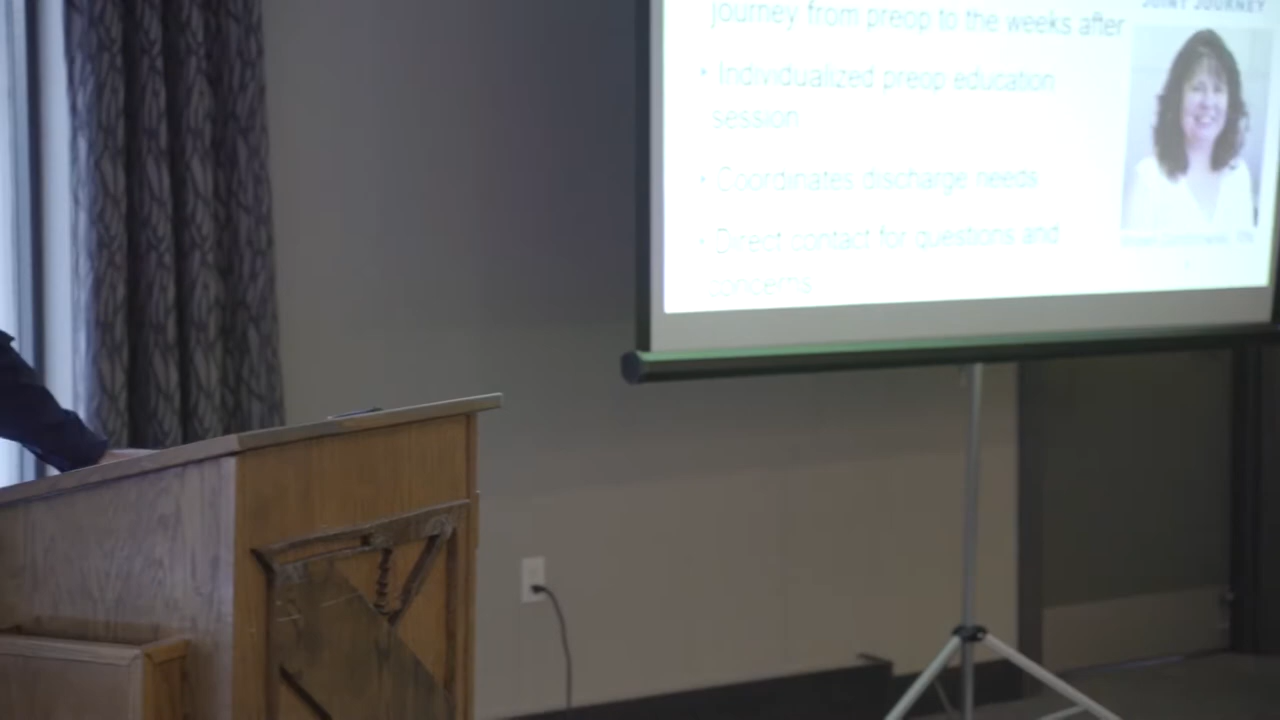 JOINT JOURNEY
journey from preop to the weeks after
• Individualized preop education
session
• Coordinates discharge needs
• Direct contact for questions and
concerns